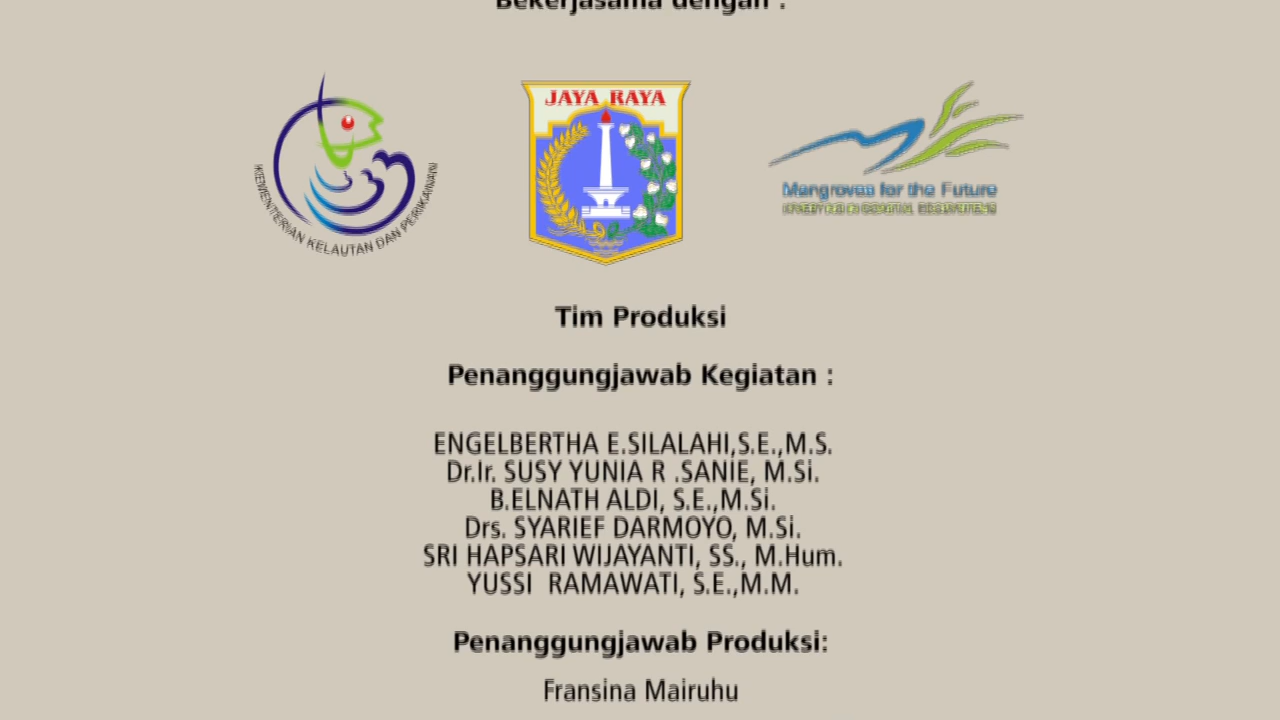 Bekerjasama dengan :
KEMENTERIAN KELAUTAN DAN PERIKANAN
JAYA RAYA
Mangroves for the Future
Tim Produksi
Penanggungjawab Kegiatan :
ENGELBERTHA E.SILALAHI,S.E.,M.S.
Dr.Ir. SUSY YUNIA R .SANIE, M.Si.
B.ELNATH ALDI, S.E.,M.Si.
Drs. SYARIEF DARMOYO, M.Si.
SRI HAPSARI WIJAYANTI, SS., M.Hum.
YUSSI  RAMAWATI, S.E.,M.M.
Penanggungjawab Produksi:
Fransina Mairuhu